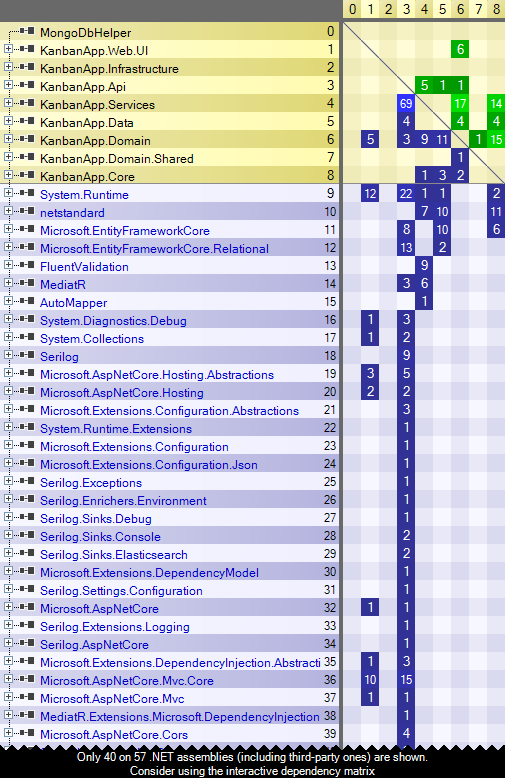 0 1 2 3 4 5 6 7 8
MongoDbHelper 0
KanbanApp.Web.UI 1 6
KanbanApp.Infrastructure 2
KanbanApp.Api 3 5 1 1
KanbanApp.Services 4 69 17 14
KanbanApp.Data 5 4 4 4
KanbanApp.Domain 6 5 3 9 11 1 15
KanbanApp.Domain.Shared 7 1
KanbanApp.Core 8 1 3 2
System.Runtime 9 12 22 1 1 2
netstandard 10 7 10 11
Microsoft.EntityFrameworkCore 11 8 10 6
Microsoft.EntityFrameworkCore.Relational 12 13 2
FluentValidation 13 9
MediatR 14 3 6
AutoMapper 15 1
System.Diagnostics.Debug 16 1 3
System.Collections 17 1 2
Serilog 18 9
Microsoft.AspNetCore.Hosting.Abstractions 19 3 5
Microsoft.AspNetCore.Hosting 20 2 2
Microsoft.Extensions.Configuration.Abstractions 21 3
System.Runtime.Extensions 22 1
Microsoft.Extensions.Configuration 23 1
Microsoft.Extensions.Configuration.Json 24 1
Serilog.Exceptions 25 1
Serilog.Enrichers.Environment 26 1
Serilog.Sinks.Debug 27 1
Serilog.Sinks.Console 28 2
Serilog.Sinks.Elasticsearch 29 2
Microsoft.Extensions.DependencyModel 30 1
Serilog.Settings.Configuration 31 1
Microsoft.AspNetCore 32 1 1
Serilog.Extensions.Logging 33 1
Serilog.AspNetCore 34 1
Microsoft.Extensions.DependencyInjection.Abstracti 35 1 3
Microsoft.AspNetCore.Mvc.Core 36 10 15
Microsoft.AspNetCore.Mvc 37 1 1
MediatR.Extensions.Microsoft.DependencyInjection 38 1
Microsoft.AspNetCore.Cors 39 4
Only 40 on 57 .NET assemblies (including third-party ones) are shown.
Consider using the interactive dependency matrix